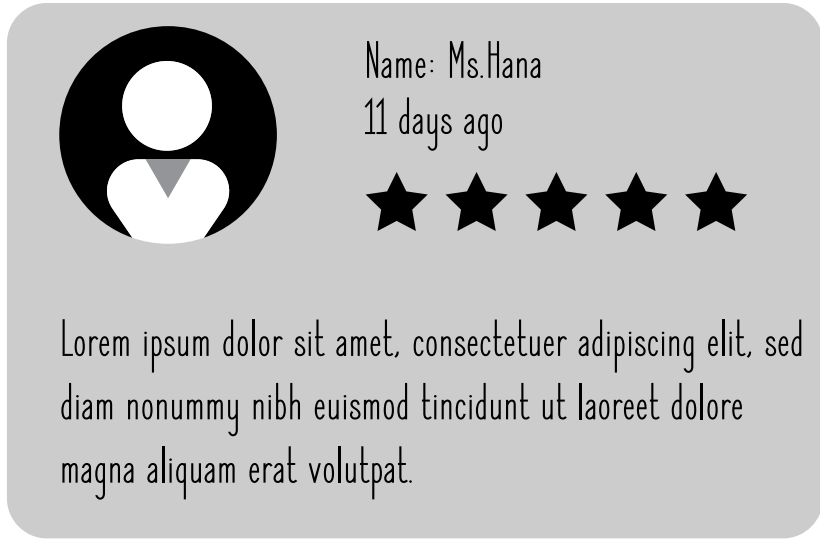 Name: Ms.Hana
11 days ago
Lorem ipsum dolor sit amet, consectetuer adipiscing elit, sed
diam nonummy nibh euismod tincidunt ut laoreet dolore
magna aliquam erat volutpat.